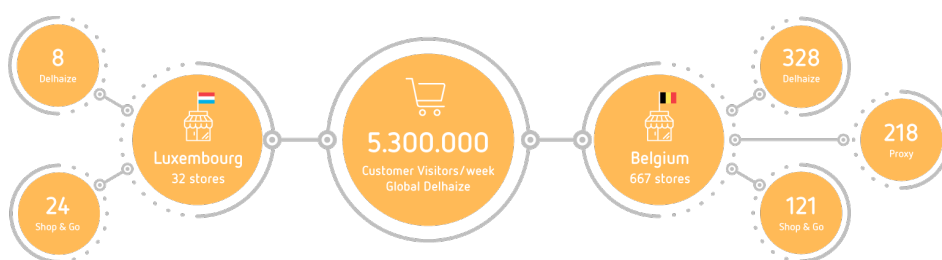 8
Delhaize
24
Shop & Go
Luxembourg
32 stores
5.300.000
Customer Visitors/week
Global Delhaize
Belgium
667 stores
328
Delhaize
218
Proxy
121
Shop & Go